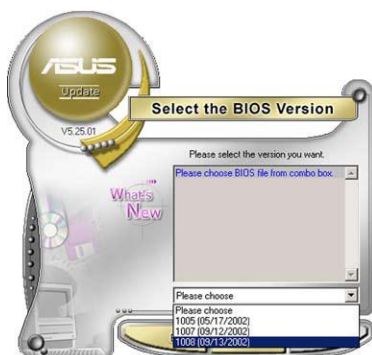 ASUS
Update
V5.25.01
Select the BIOS Version
Please select the version you want.
Please choose BIOS file from combo box.
What's
New
Please choose
Please choose
1005 (05/17/2002)
1007 (09/12/2002)
1008 (09/13/2002)